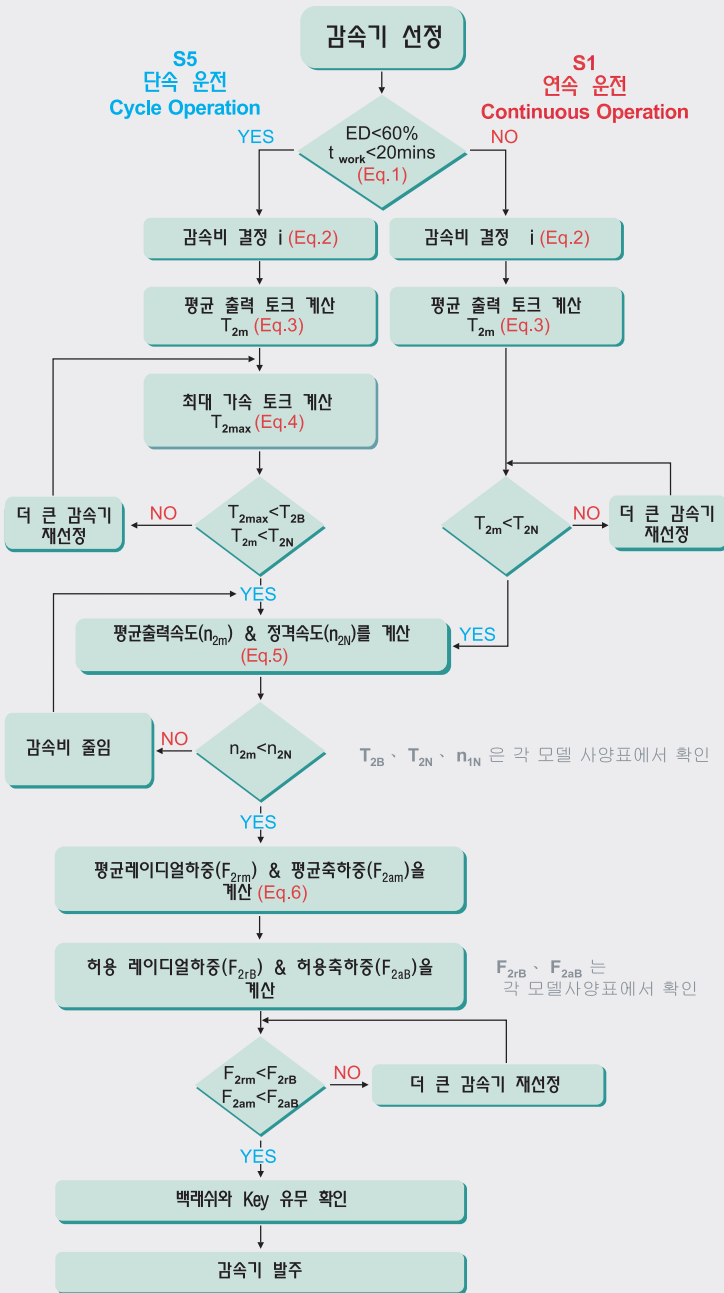 감속기 선정
S5
단속 운전
Cycle Operation
S1
연속 운전
Continuous Operation
ED<60%
t work<20mins
(Eq.1)
YES
NO
감속비 결정 i (Eq.2)
감속비 결정 i (Eq.2)
평균 출력 토크 계산
T2m (Eq.3)
평균 출력 토크 계산
T2m (Eq.3)
최대 가속 토크 계산
T2max (Eq.4)
더 큰 감속기
재선정
NO
T2max<T2B
T2m<T2N
T2m<T2N
NO
더 큰 감속기
재선정
YES
YES
평균출력속도(n2m) & 정격속도(n2N)를 계산
(Eq.5)
감속비 줄임
NO
n2m<n2N
T2B 、 T2N 、 n1N 은 각 모델 사양표에서 확인
YES
평균레이디얼하중(F2rm) & 평균축하중(F2am)을
계산 (Eq.6)
허용 레이디얼하중(F2rB) & 허용축하중(F2aB)을
계산
F2rB 、 F2aB 는
각 모델사양표에서 확인
F2rm<F2rB
F2am<F2aB
NO
더 큰 감속기 재선정
YES
백래쉬와 Key 유무 확인
감속기 발주